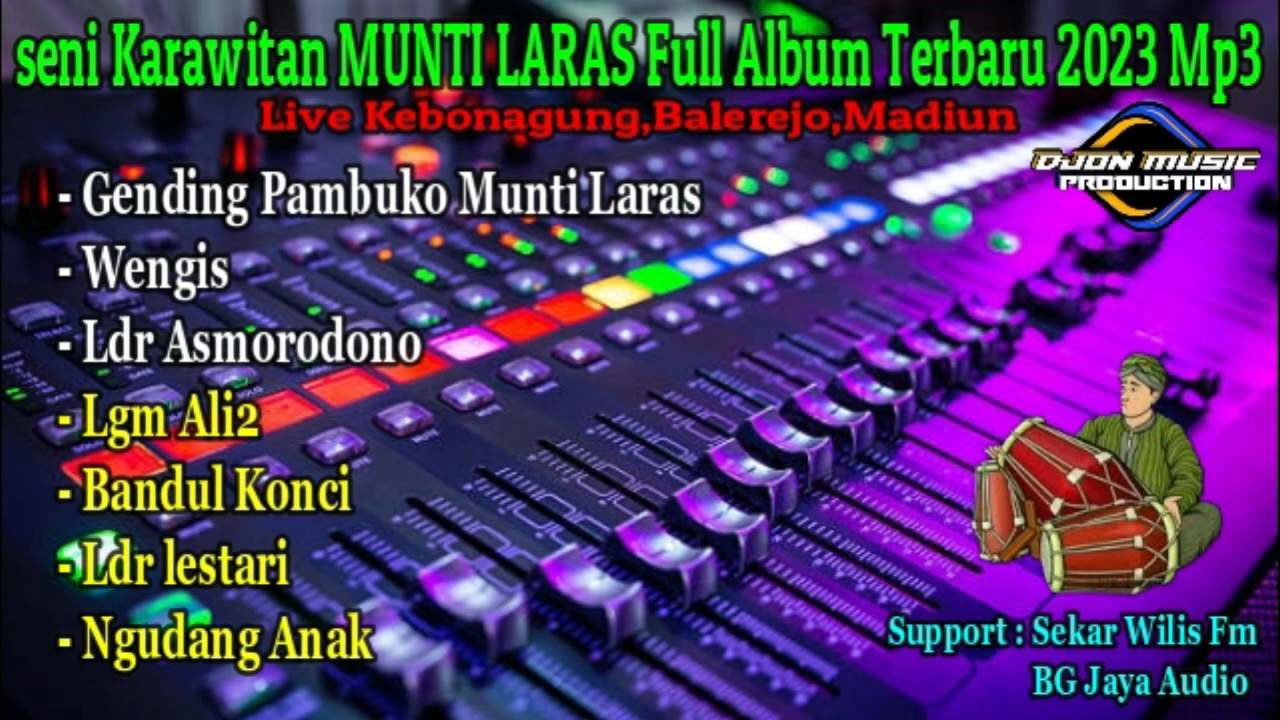 seni Karawitan MUNTI LARAS Full Album Terbaru 2023 Mp3
Live Kebonagung,Balerejo,Madiun
DJON MUSIC
PRODUCTION
- Gending Pambuko Munti Laras
- Wengis
- Ldr Asmorodono
- Lgm Ali2
- Bandul Konci
- Ldr lestari
- Ngudang Anak
Support : Sekar Wilis Fm
BG Jaya Audio